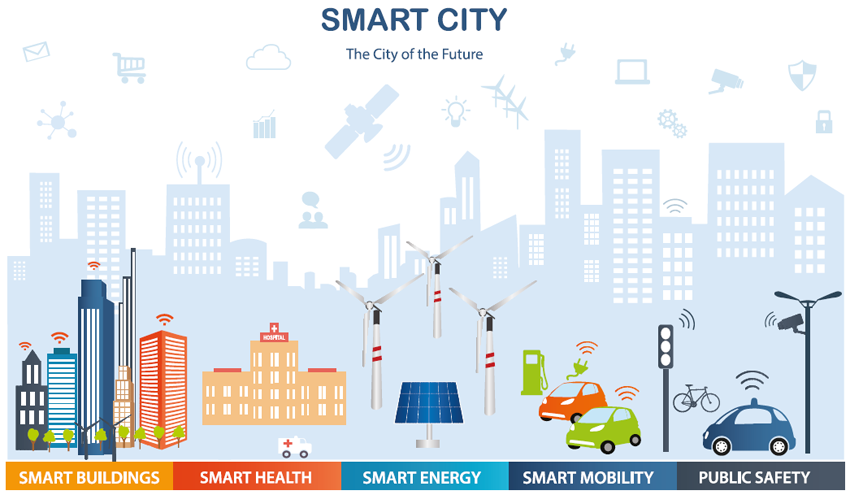 SMART CITY
The City of the Future
HOSPITAL
SMART BUILDINGS
SMART HEALTH
SMART ENERGY
SMART MOBILITY
PUBLIC SAFETY